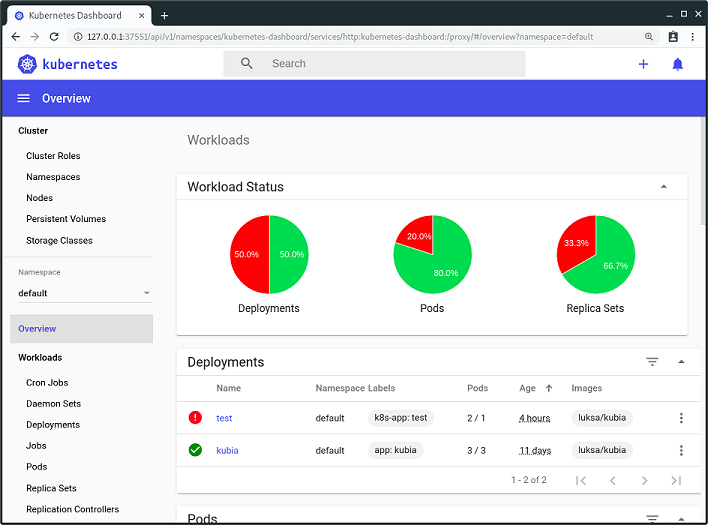 Kubernetes Dashboard
127.0.0.1:37551/api/v1/namespaces/kubernetes-dashboard/services/http:kubernetes-dashboard:/proxy/#/overview?namespace=default
kubernetes
Search
Overview
Cluster
Cluster Roles
Namespaces
Nodes
Persistent Volumes
Storage Classes
Namespace
default
Overview
Workloads
Cron Jobs
Daemon Sets
Deployments
Jobs
Pods
Replica Sets
Replication Controllers
Workloads
Workload Status
50.0% 50.0%
20.0% 80.0%
33.3% 66.7%
Deployments Pods Replica Sets
Deployments
Name Namespace Labels Pods Age Images
test default k8s-app: test 2 / 1 4 hours luksa/kubia
kubia default app: kubia 3 / 3 11 days luksa/kubia
1 - 2 of 2
Pods